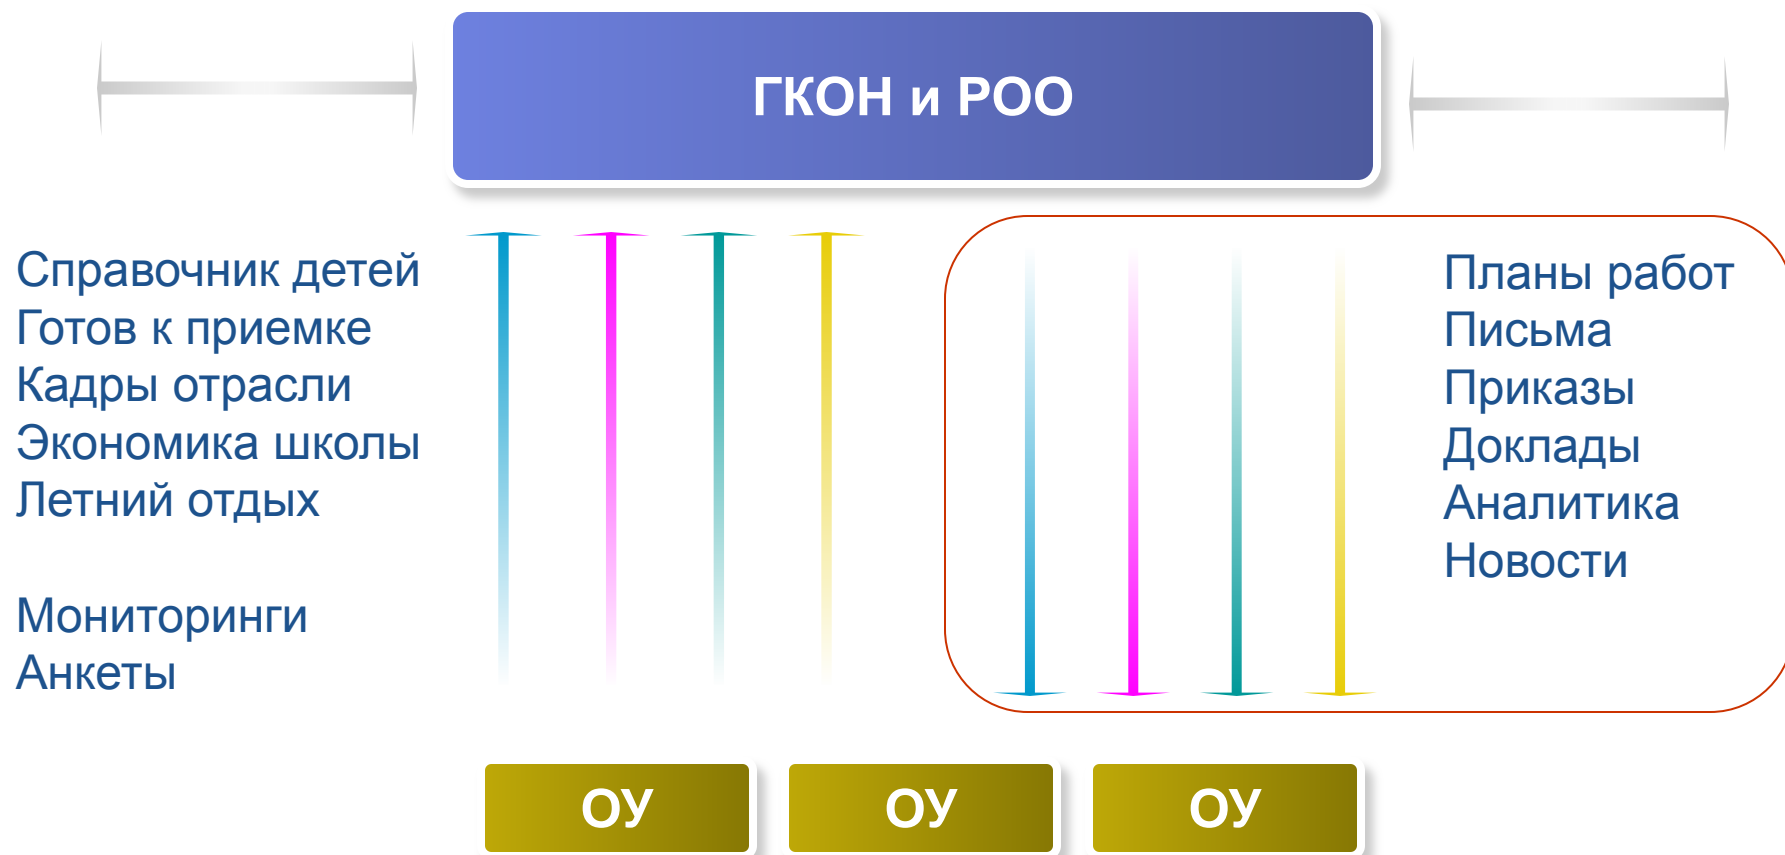 ГКОН и РОО
Справочник детей
Готов к приемке
Кадры отрасли
Экономика школы
Летний отдых
Мониторинги
Анкеты
Планы работ
Письма
Приказы
Доклады
Аналитика
Новости
ОУ
ОУ
ОУ